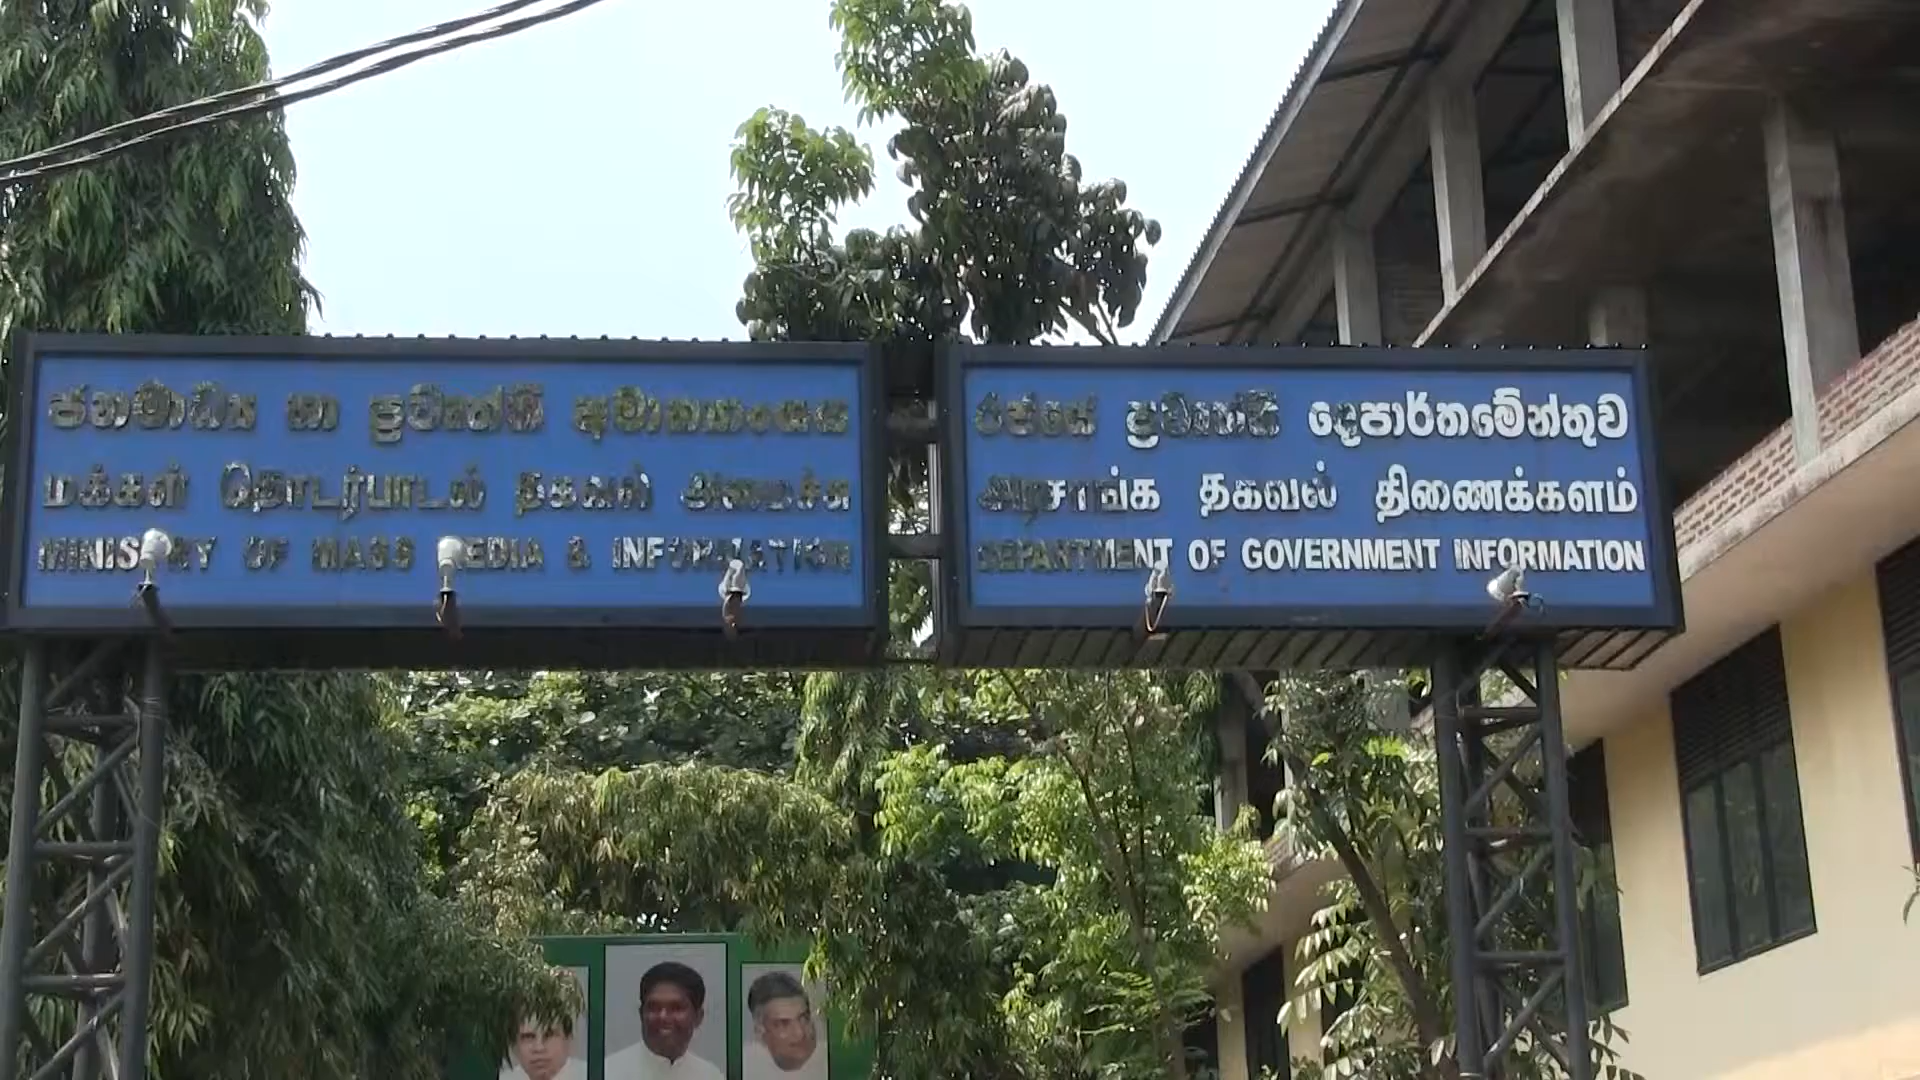 ජනමාධ්‍ය හා ප්‍රවෘත්ති අමාත්‍යාංශය
மக்கள் தொடர்பாடல் தகவல் அமைச்சு
MINISTRY OF MASS MEDIA & INFORMATION
රජයේ ප්‍රවෘත්ති දෙපාර්තමේන්තුව
அரசாங்க தகவல் திணைக்களம்
DEPARTMENT OF GOVERNMENT INFORMATION